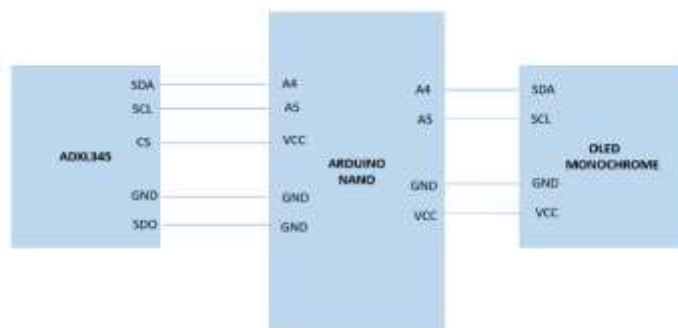 SDA
SCL
CS
ADXL345
GND
SDO
A4
A5
VCC
ARDUINO
NANO
GND
GND
A4
A5
GND
VCC
SDA
SCL
OLED
MONOCHROME
GND
VCC